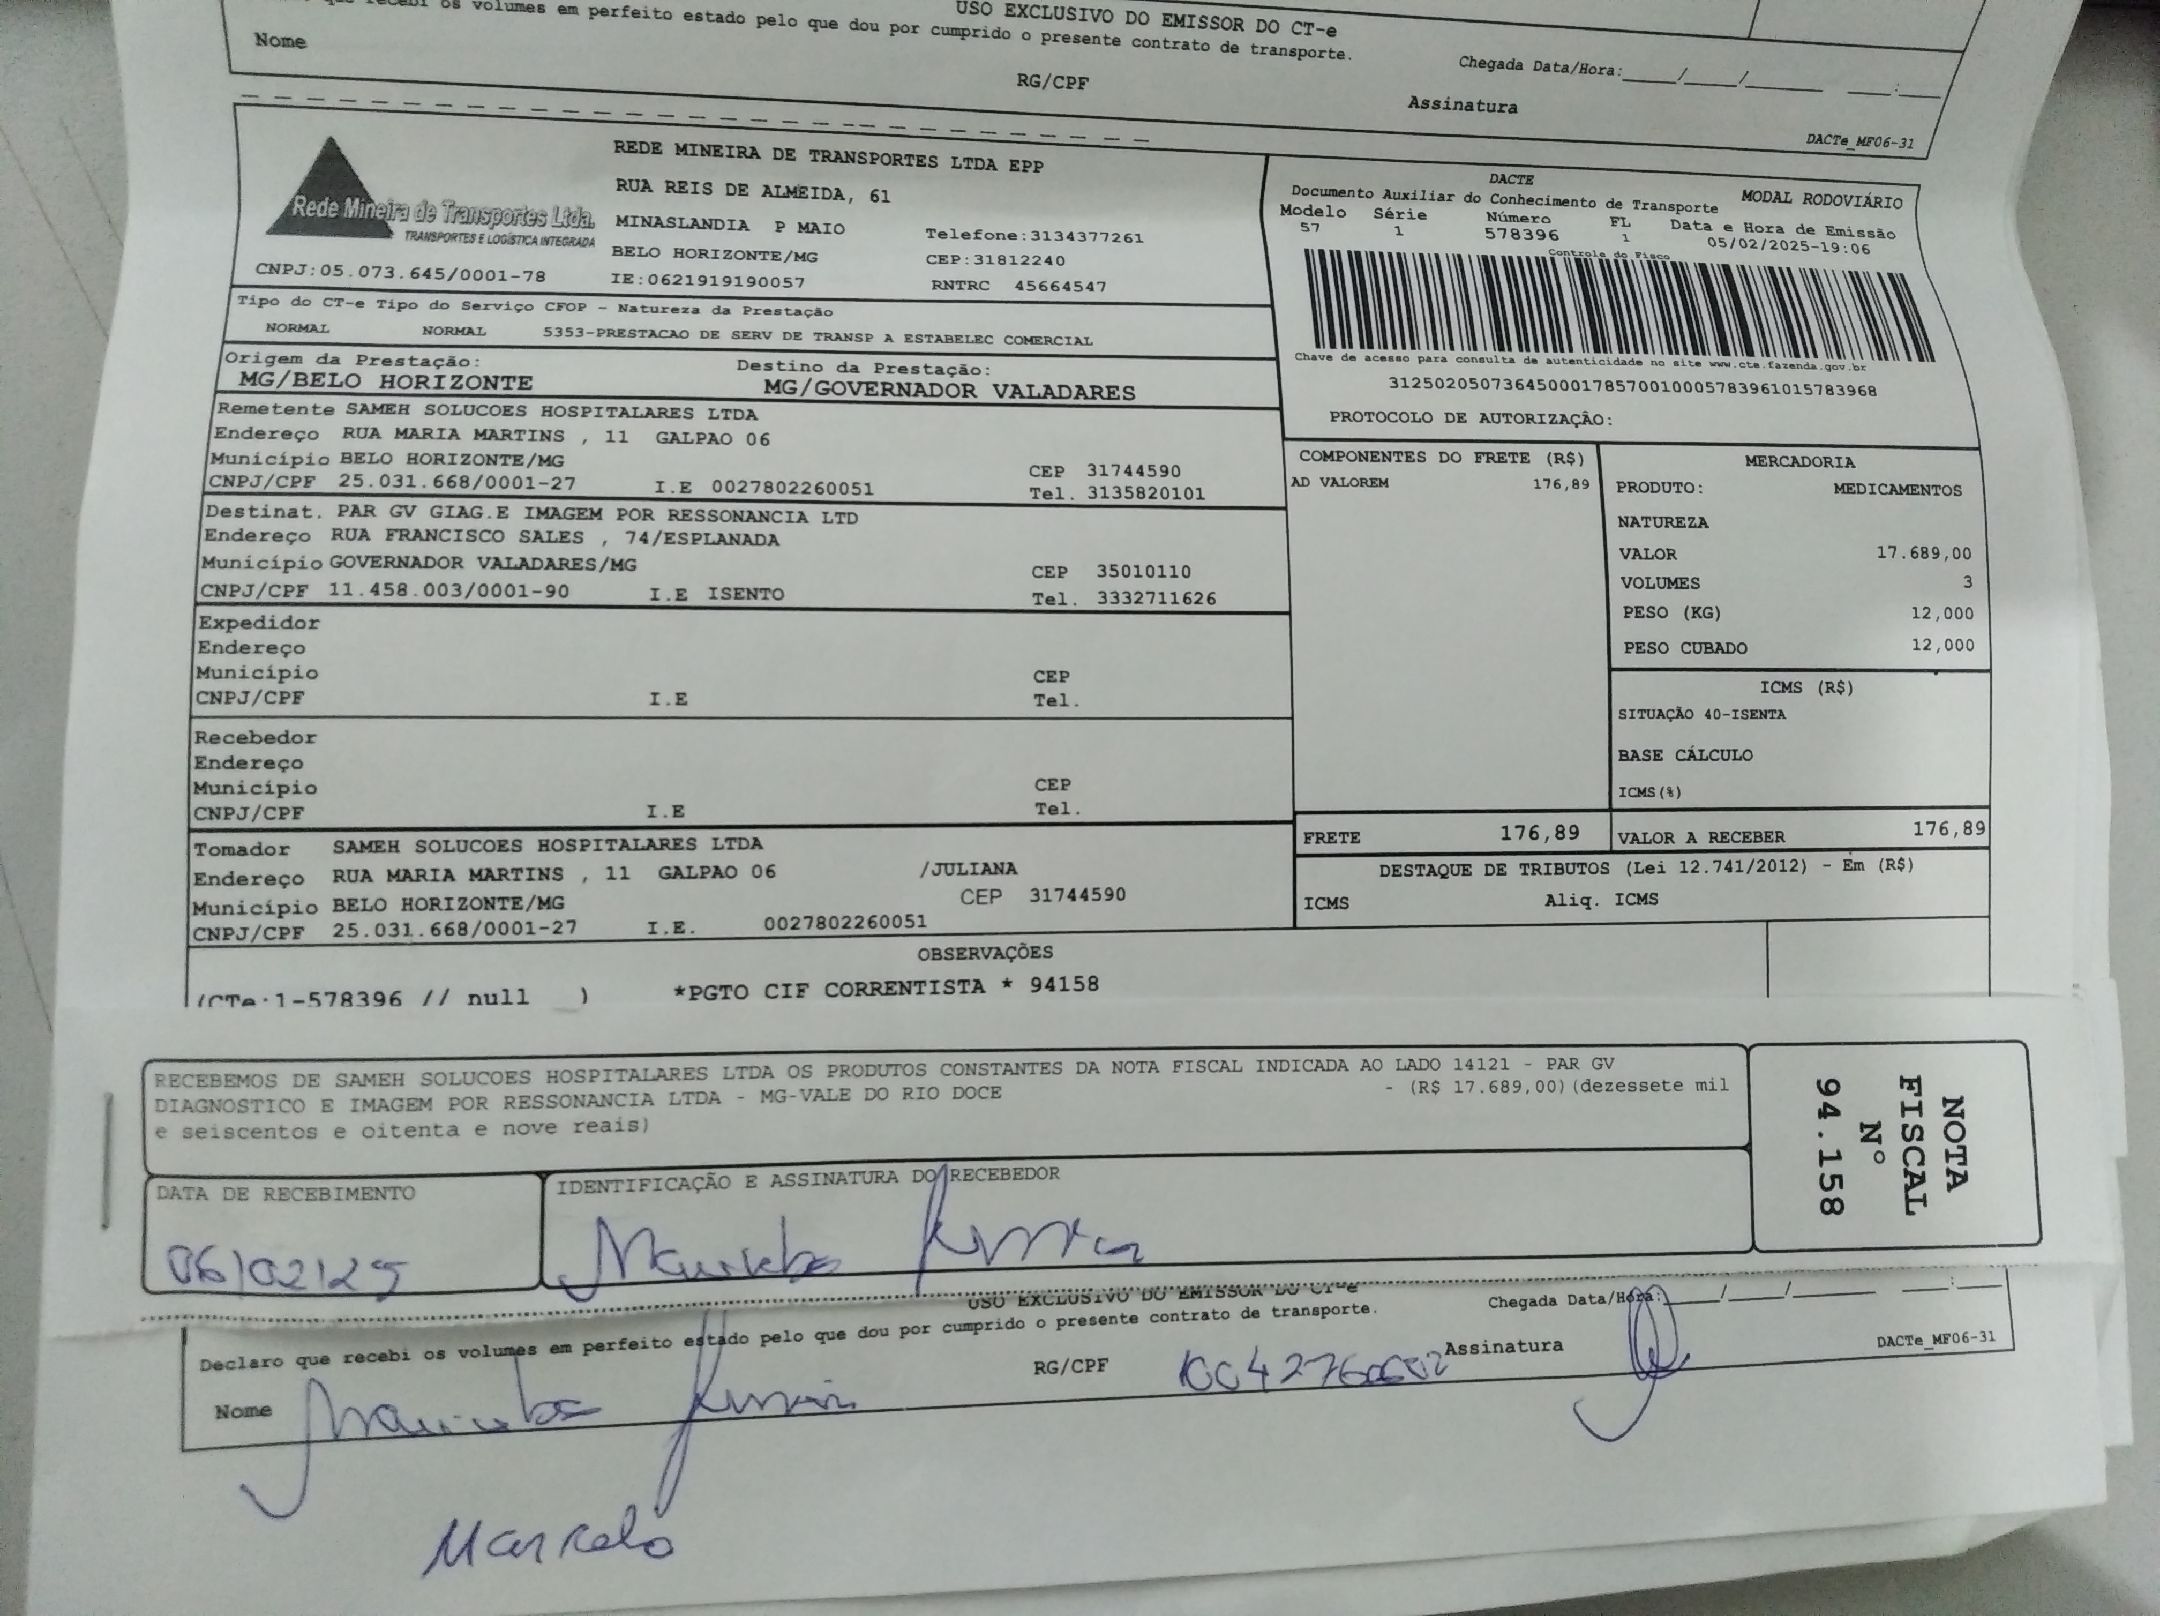 que recebi os volumes em perfeito estado pelo que dou por cumprido o presente contrato de transporte.
USO EXCLUSIVO DO EMISSOR DO CT-e
Nome
RG/CPF
Assinatura
Chegada Data/Hora:____/____/______ ____:____
DACTe_MF06-31
Rede Mineira de Transportes Ltda.
TRANSPORTES E LOGÍSTICA INTEGRADA
CNPJ:05.073.645/0001-78
REDE MINEIRA DE TRANSPORTES LTDA EPP
RUA REIS DE ALMEIDA, 61
MINASLANDIA P MAIO Telefone:3134377261
BELO HORIZONTE/MG CEP:31812240
IE:0621919190057 RNTRC 45664547
DACTE
Documento Auxiliar do Conhecimento de Transporte MODAL RODOVIÁRIO
Modelo Série Número FL Data e Hora de Emissão
57 1 578396 1 05/02/2025-19:06
Controle do Fisco
Chave de acesso para consulta de autenticidade no site www.cte.fazenda.gov.br
31250205073645000178570010005783961015783968
PROTOCOLO DE AUTORIZAÇÃO:
Tipo do CT-e Tipo do Serviço CFOP - Natureza da Prestação
NORMAL NORMAL 5353-PRESTACAO DE SERV DE TRANSP A ESTABELEC COMERCIAL
Origem da Prestação: Destino da Prestação:
MG/BELO HORIZONTE MG/GOVERNADOR VALADARES
Remetente SAMEH SOLUCOES HOSPITALARES LTDA
Endereço RUA MARIA MARTINS , 11 GALPAO 06
Município BELO HORIZONTE/MG CEP 31744590
CNPJ/CPF 25.031.668/0001-27 I.E 0027802260051 Tel. 3135820101
Destinat. PAR GV GIAG.E IMAGEM POR RESSONANCIA LTD
Endereço RUA FRANCISCO SALES , 74/ESPLANADA
Município GOVERNADOR VALADARES/MG CEP 35010110
CNPJ/CPF 11.458.003/0001-90 I.E ISENTO Tel. 3332711626
Expedidor
Endereço
Município CEP
CNPJ/CPF I.E Tel.
Recebedor
Endereço
Município CEP
CNPJ/CPF I.E Tel.
Tomador SAMEH SOLUCOES HOSPITALARES LTDA
Endereço RUA MARIA MARTINS , 11 GALPAO 06 /JULIANA
Município BELO HORIZONTE/MG CEP 31744590
CNPJ/CPF 25.031.668/0001-27 I.E. 0027802260051
COMPONENTES DO FRETE (R$)
AD VALOREM 176,89
MERCADORIA
PRODUTO: MEDICAMENTOS
NATUREZA
VALOR 17.689,00
VOLUMES 3
PESO (KG) 12,000
PESO CUBADO 12,000
ICMS (R$)
SITUAÇÃO 40-ISENTA
BASE CÁLCULO
ICMS(%)
FRETE 176,89 VALOR A RECEBER 176,89
DESTAQUE DE TRIBUTOS (Lei 12.741/2012) - Em (R$)
ICMS Aliq. ICMS
OBSERVAÇÕES
(CTe:1-578396 // null ) *PGTO CIF CORRENTISTA * 94158
RECEBEMOS DE SAMEH SOLUCOES HOSPITALARES LTDA OS PRODUTOS CONSTANTES DA NOTA FISCAL INDICADA AO LADO 14121 - PAR GV
DIAGNOSTICO E IMAGEM POR RESSONANCIA LTDA - MG-VALE DO RIO DOCE - (R$ 17.689,00)(dezessete mil
e seiscentos e oitenta e nove reais)
NOTA
FISCAL
Nº
94.158
DATA DE RECEBIMENTO
06/02/25
IDENTIFICAÇÃO E ASSINATURA DO RECEBEDOR
USO EXCLUSIVO DO EMISSOR DO CT-e
Declaro que recebi os volumes em perfeito estado pelo que dou por cumprido o presente contrato de transporte.
Chegada Data/Hora:____/____/______ ____:____
Nome
RG/CPF
Assinatura
DACTe_MF06-31
Marcelo